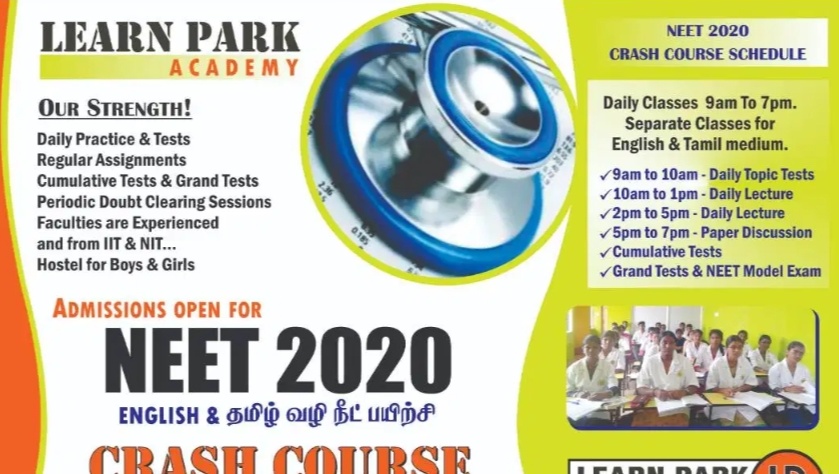 LEARN PARK
ACADEMY
OUR STRENGTH!
Daily Practice & Tests
Regular Assignments
Cumulative Tests & Grand Tests
Periodic Doubt Clearing Sessions
Faculties are Experienced
and from IIT & NIT...
Hostel for Boys & Girls
ADMISSIONS OPEN FOR
NEET 2020
ENGLISH & தமிழ் வழி நீட் பயிற்சி
CRASH COURSE
NEET 2020
CRASH COURSE SCHEDULE
Daily Classes 9am To 7pm.
Separate Classes for
English & Tamil medium.
✓9am to 10am - Daily Topic Tests
✓10am to 1pm - Daily Lecture
✓2pm to 5pm - Daily Lecture
✓5pm to 7pm - Paper Discussion
✓Cumulative Tests
✓Grand Tests & NEET Model Exam
LEARN PARK